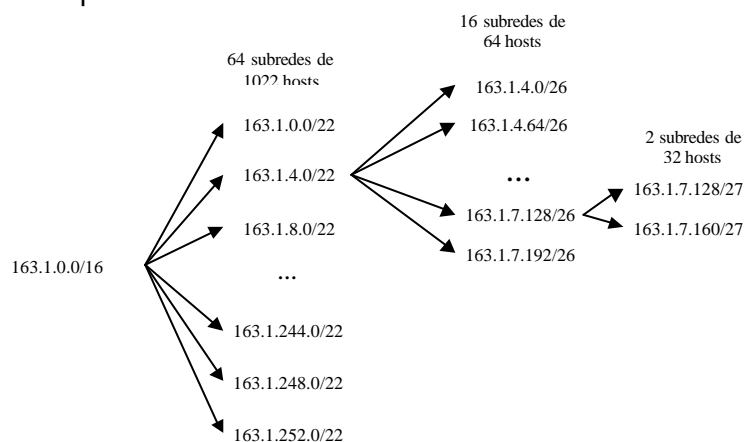 64 subredes de
1022 hosts
16 subredes de
64 hosts
2 subredes de
32 hosts
163.1.0.0/16
163.1.0.0/22
163.1.4.0/22
163.1.8.0/22
...
163.1.244.0/22
163.1.248.0/22
163.1.252.0/22
163.1.4.0/26
163.1.4.64/26
...
163.1.7.128/26
163.1.7.192/26
163.1.7.128/27
163.1.7.160/27